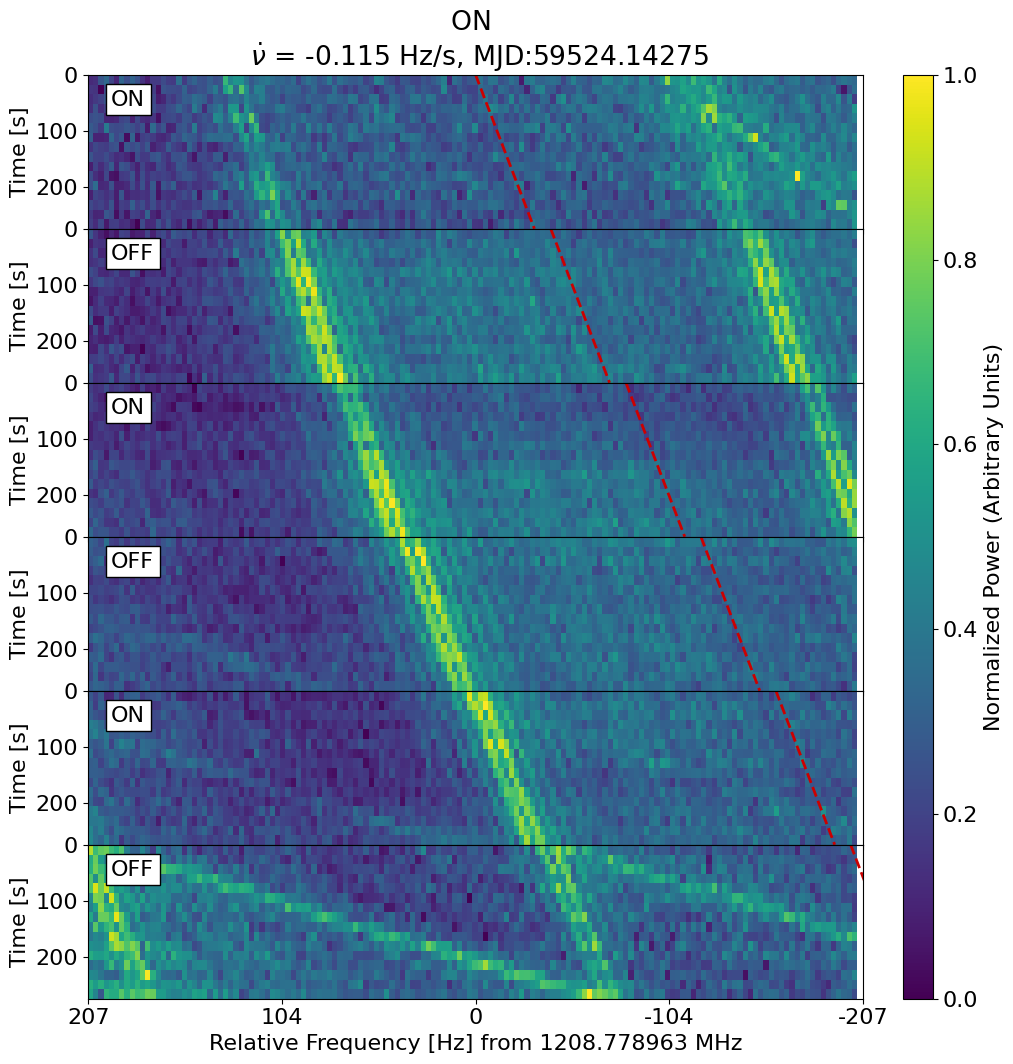 ON
ν̇ = -0.115 Hz/s, MJD:59524.14275
0
ON
100
200
Time [s]
0
OFF
100
200
Time [s]
0
ON
100
200
Time [s]
0
OFF
100
200
Time [s]
0
ON
100
200
Time [s]
0
OFF
100
200
Time [s]
207 104 0 -104 -207
Relative Frequency [Hz] from 1208.778963 MHz
1.0
0.8
0.6
0.4
0.2
0.0
Normalized Power (Arbitrary Units)